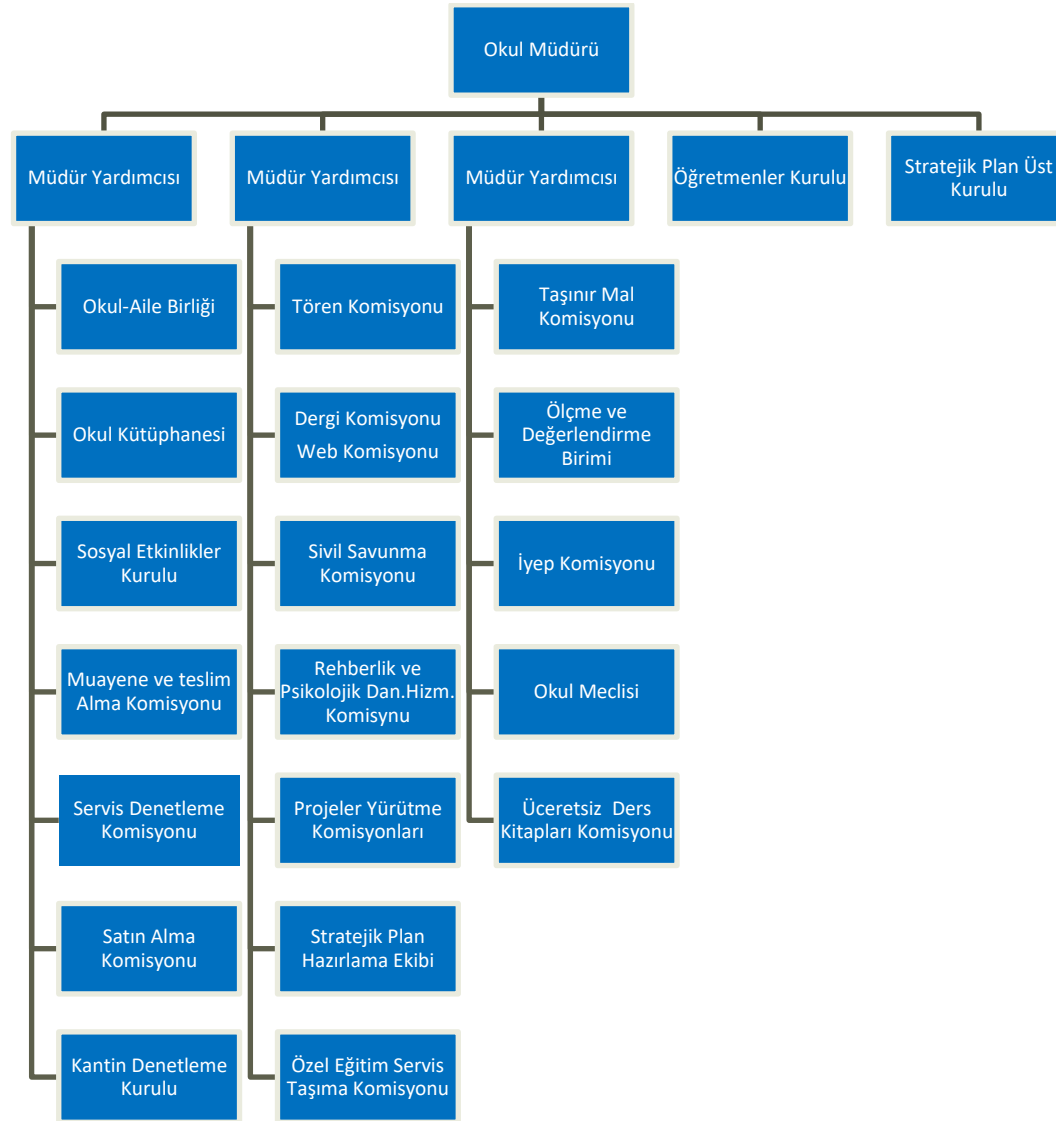 Okul Müdürü
Müdür Yardımcısı
Müdür Yardımcısı
Müdür Yardımcısı
Öğretmenler Kurulu
Stratejik Plan Üst
Kurulu
Okul-Aile Birliği
Okul Kütüphanesi
Sosyal Etkinlikler
Kurulu
Muayene ve teslim
Alma Komisyonu
Servis Denetleme
Komisyonu
Satın Alma
Komisyonu
Kantin Denetleme
Kurulu
Tören Komisyonu
Dergi Komisyonu
Web Komisyonu
Sivil Savunma
Komisyonu
Rehberlik ve
Psikolojik Dan.Hizm.
Komisynu
Projeler Yürütme
Komisyonları
Stratejik Plan
Hazırlama Ekibi
Özel Eğitim Servis
Taşıma Komisyonu
Taşınır Mal
Komisyonu
Ölçme ve
Değerlendirme
Birimi
İyep Komisyonu
Okul Meclisi
Üceretsiz  Ders
Kitapları Komisyonu